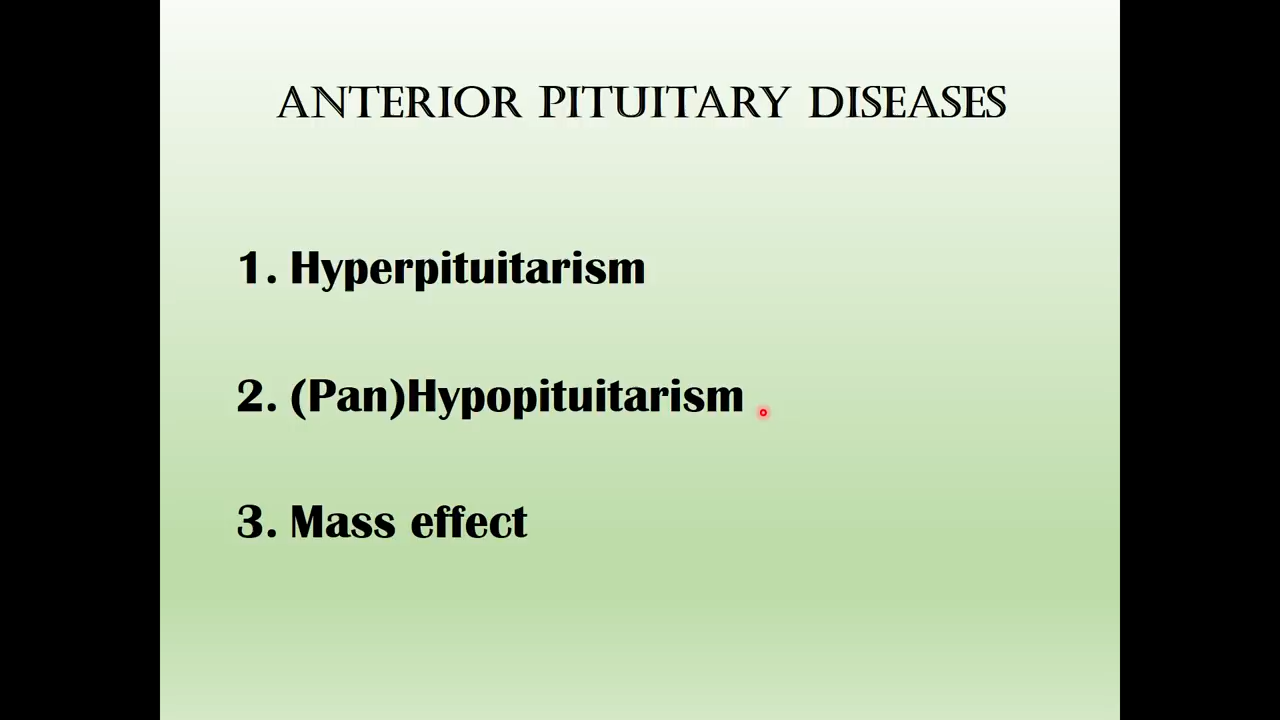 ANTERIOR PITUITARY DISEASES
1. Hyperpituitarism
2. (Pan)Hypopituitarism
3. Mass effect